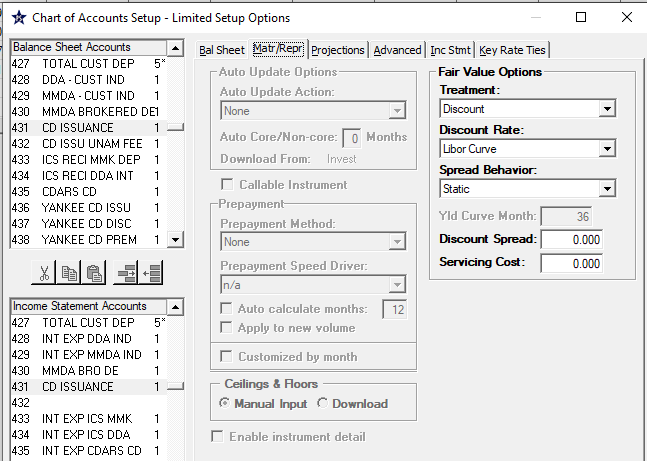 Chart of Accounts Setup - Limited Setup Options
Balance Sheet Accounts
427 TOTAL CUST DEP 5*
428 DDA - CUST IND 1
429 MMDA - CUST IND 1
430 MMDA BROKERED DE1
431 CD ISSUANCE 1
432 CD ISSU UNAM FEE 1
433 ICS RECI MMK DEP 1
434 ICS RECI DDA INT 1
435 CDARS CD 1
436 YANKEE CD ISSU 1
437 YANKEE CD DISC 1
438 YANKEE CD PREM 1
Income Statement Accounts
427 TOTAL CUST DEP 5*
428 INT EXP DDA IND 1
429 INT EXP MMDA IND 1
430 MMDA BRO DE 1
431 CD ISSUANCE 1
432
433 INT EXP ICS MMK 1
434 INT EXP ICS DDA 1
435 INT EXP CDARS CD 1
Bal Sheet Matr/Repr Projections Advanced Inc Stmt Key Rate Ties
Auto Update Options
Auto Update Action:
None
Auto Core/Non-core: 0 Months
Download From: Invest
Callable Instrument
Prepayment
Prepayment Method:
None
Prepayment Speed Driver:
n/a
Auto calculate months: 12
Apply to new volume
Customized by month
Ceilings & Floors
Manual Input Download
Enable instrument detail
Fair Value Options
Treatment:
Discount
Discount Rate:
Libor Curve
Spread Behavior:
Static
Yld Curve Month: 36
Discount Spread: 0.000
Servicing Cost: 0.000